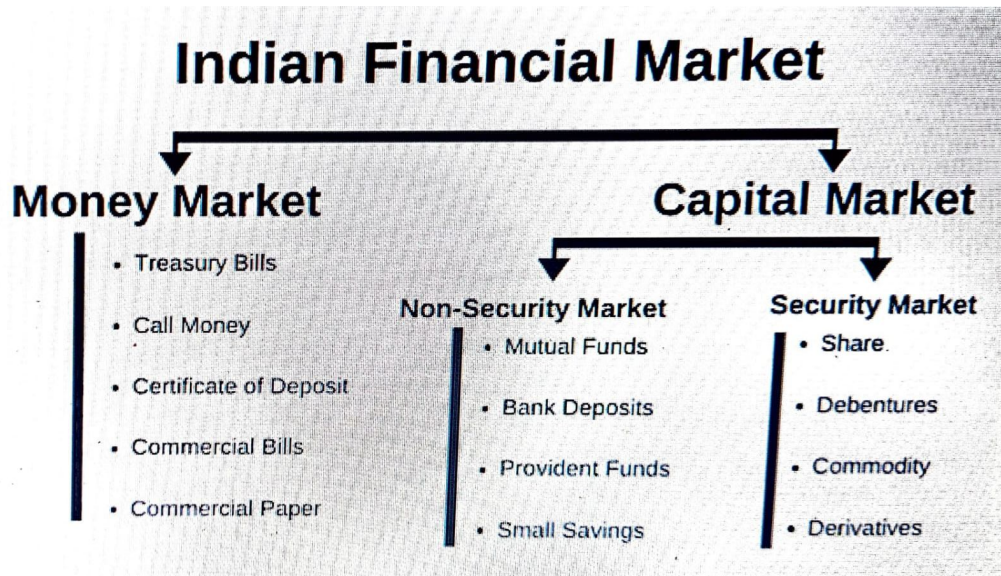 Indian Financial Market
Money Market
• Treasury Bills
• Call Money
• Certificate of Deposit
• Commercial Bills
• Commercial Paper
Capital Market
Non-Security Market
• Mutual Funds
• Bank Deposits
• Provident Funds
• Small Savings
Security Market
• Share
• Debentures
• Commodity
• Derivatives